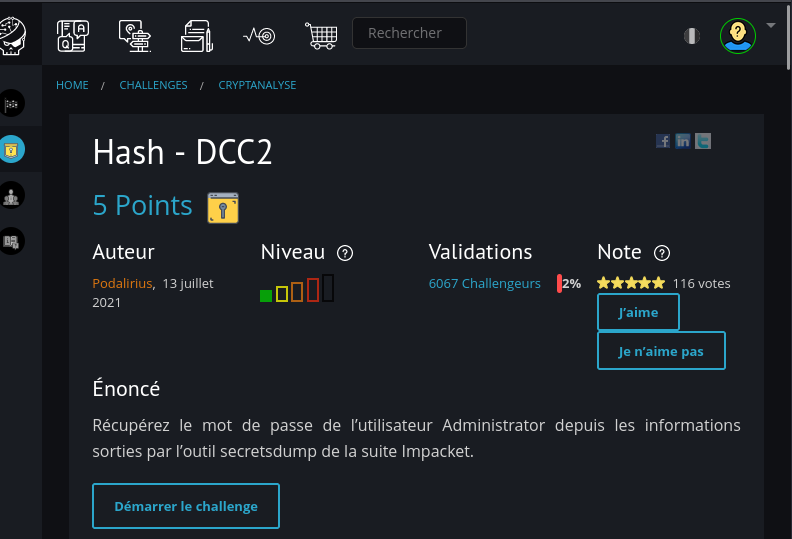 Rechercher
HOME / CHALLENGES / CRYPTANALYSE
Hash - DCC2
5 Points
Auteur Niveau ? Validations Note ?
Podalirius, 13 juillet 6067 Challengeurs 2% 116 votes
2021
J’aime
Je n’aime pas
Énoncé
Récupérez le mot de passe de l’utilisateur Administrator depuis les informations
sorties par l’outil secretsdump de la suite Impacket.
Démarrer le challenge